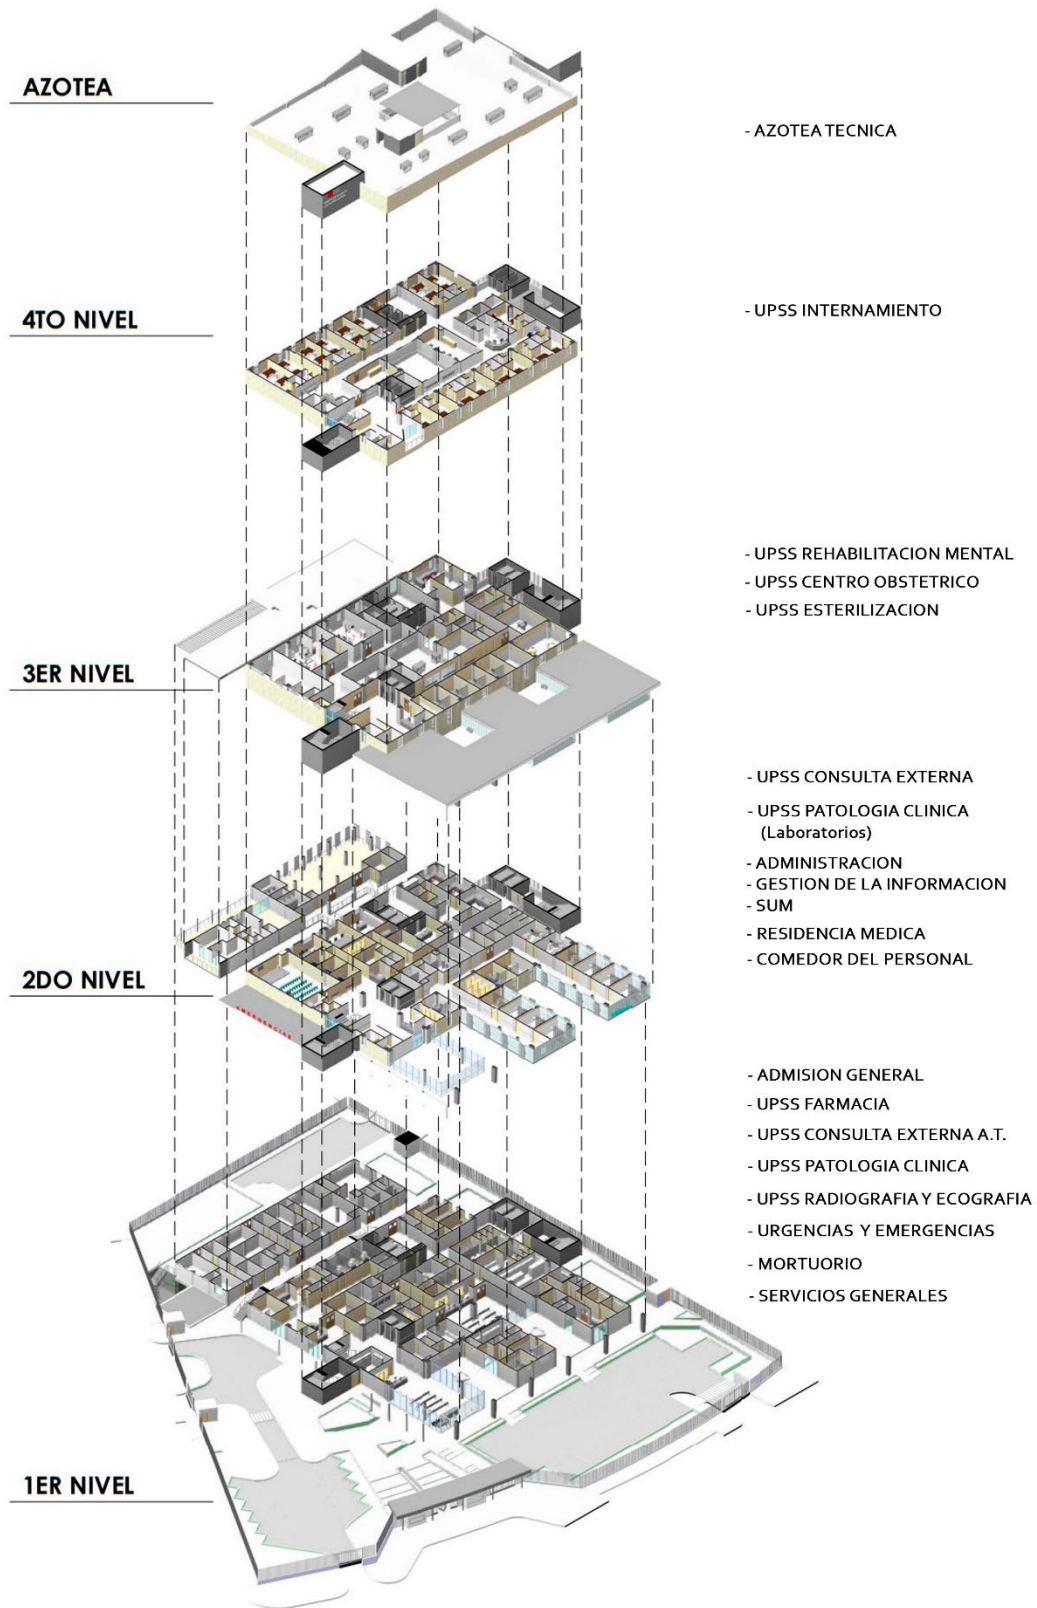 AZOTEA
- AZOTEA TECNICA
4TO NIVEL
- UPSS INTERNAMIENTO
3ER NIVEL
- UPSS REHABILITACION MENTAL
- UPSS CENTRO OBSTETRICO
- UPSS ESTERILIZACION
2DO NIVEL
- UPSS CONSULTA EXTERNA
- UPSS PATOLOGIA CLINICA
(Laboratorios)
- ADMINISTRACION
- GESTION DE LA INFORMACION
- SUM
- RESIDENCIA MEDICA
- COMEDOR DEL PERSONAL
EMERGENCIAS
1ER NIVEL
- ADMISION GENERAL
- UPSS FARMACIA
- UPSS CONSULTA EXTERNA A.T.
- UPSS PATOLOGIA CLINICA
- UPSS RADIOGRAFIA Y ECOGRAFIA
- URGENCIAS Y EMERGENCIAS
- MORTUORIO
- SERVICIOS GENERALES